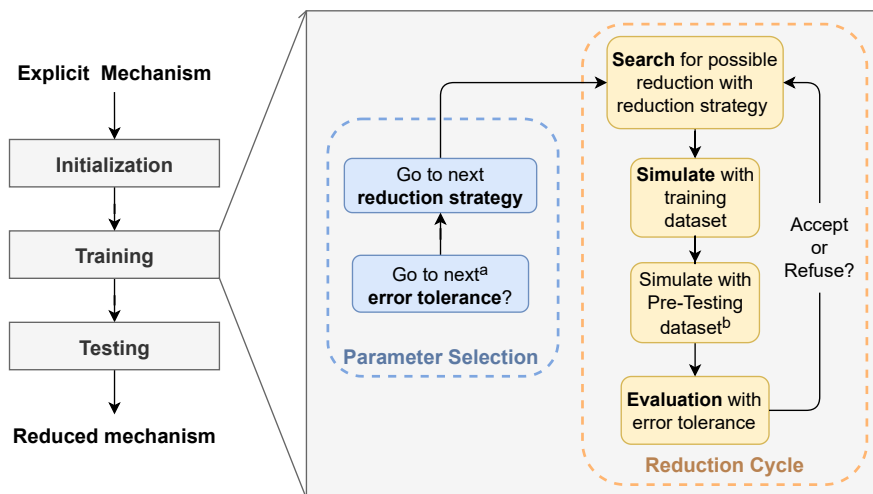 Explicit Mechanism
Initialization
Training
Testing
Reduced mechanism
Go to next
reduction strategy
Go to nextᵃ
error tolerance?
Parameter Selection
Search for possible
reduction with
reduction strategy
Simulate with
training
dataset
Simulate with
Pre-Testing
datasetᵇ
Evaluation with
error tolerance
Accept
or
Refuse?
Reduction Cycle